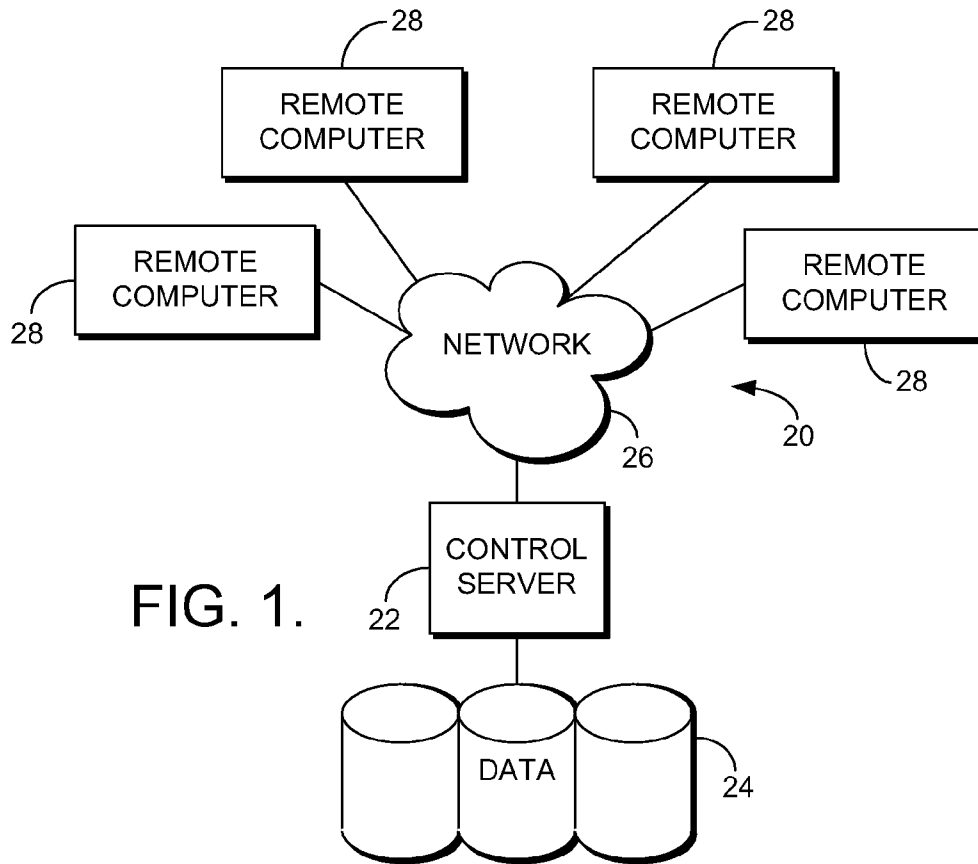 28
28
REMOTE
COMPUTER
REMOTE
COMPUTER
REMOTE
COMPUTER
REMOTE
COMPUTER
28
NETWORK
28
20
26
CONTROL
SERVER
FIG. 1.
22
DATA
24